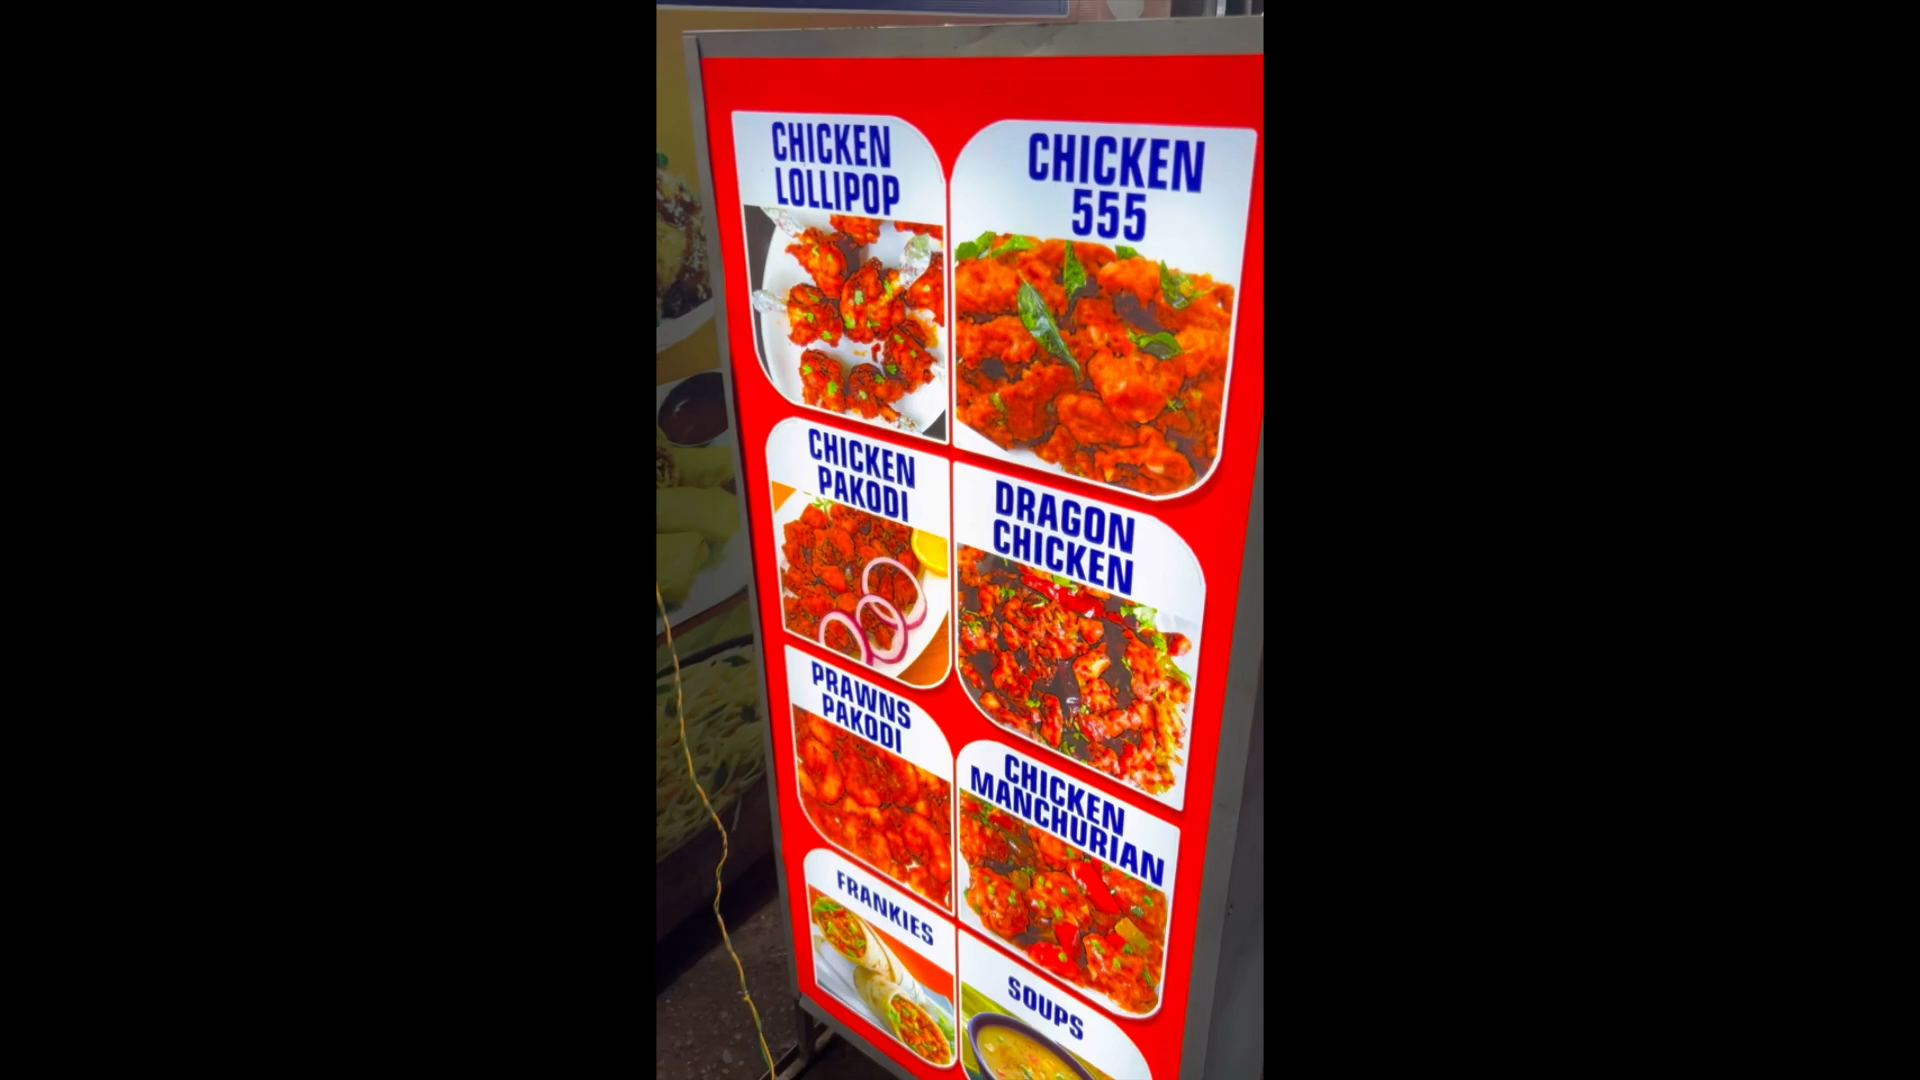 CHICKEN
LOLLIPOP
CHICKEN
555
CHICKEN
PAKODI
DRAGON
CHICKEN
PRAWNS
PAKODI
CHICKEN
MANCHURIAN
FRANKIES
SOUPS